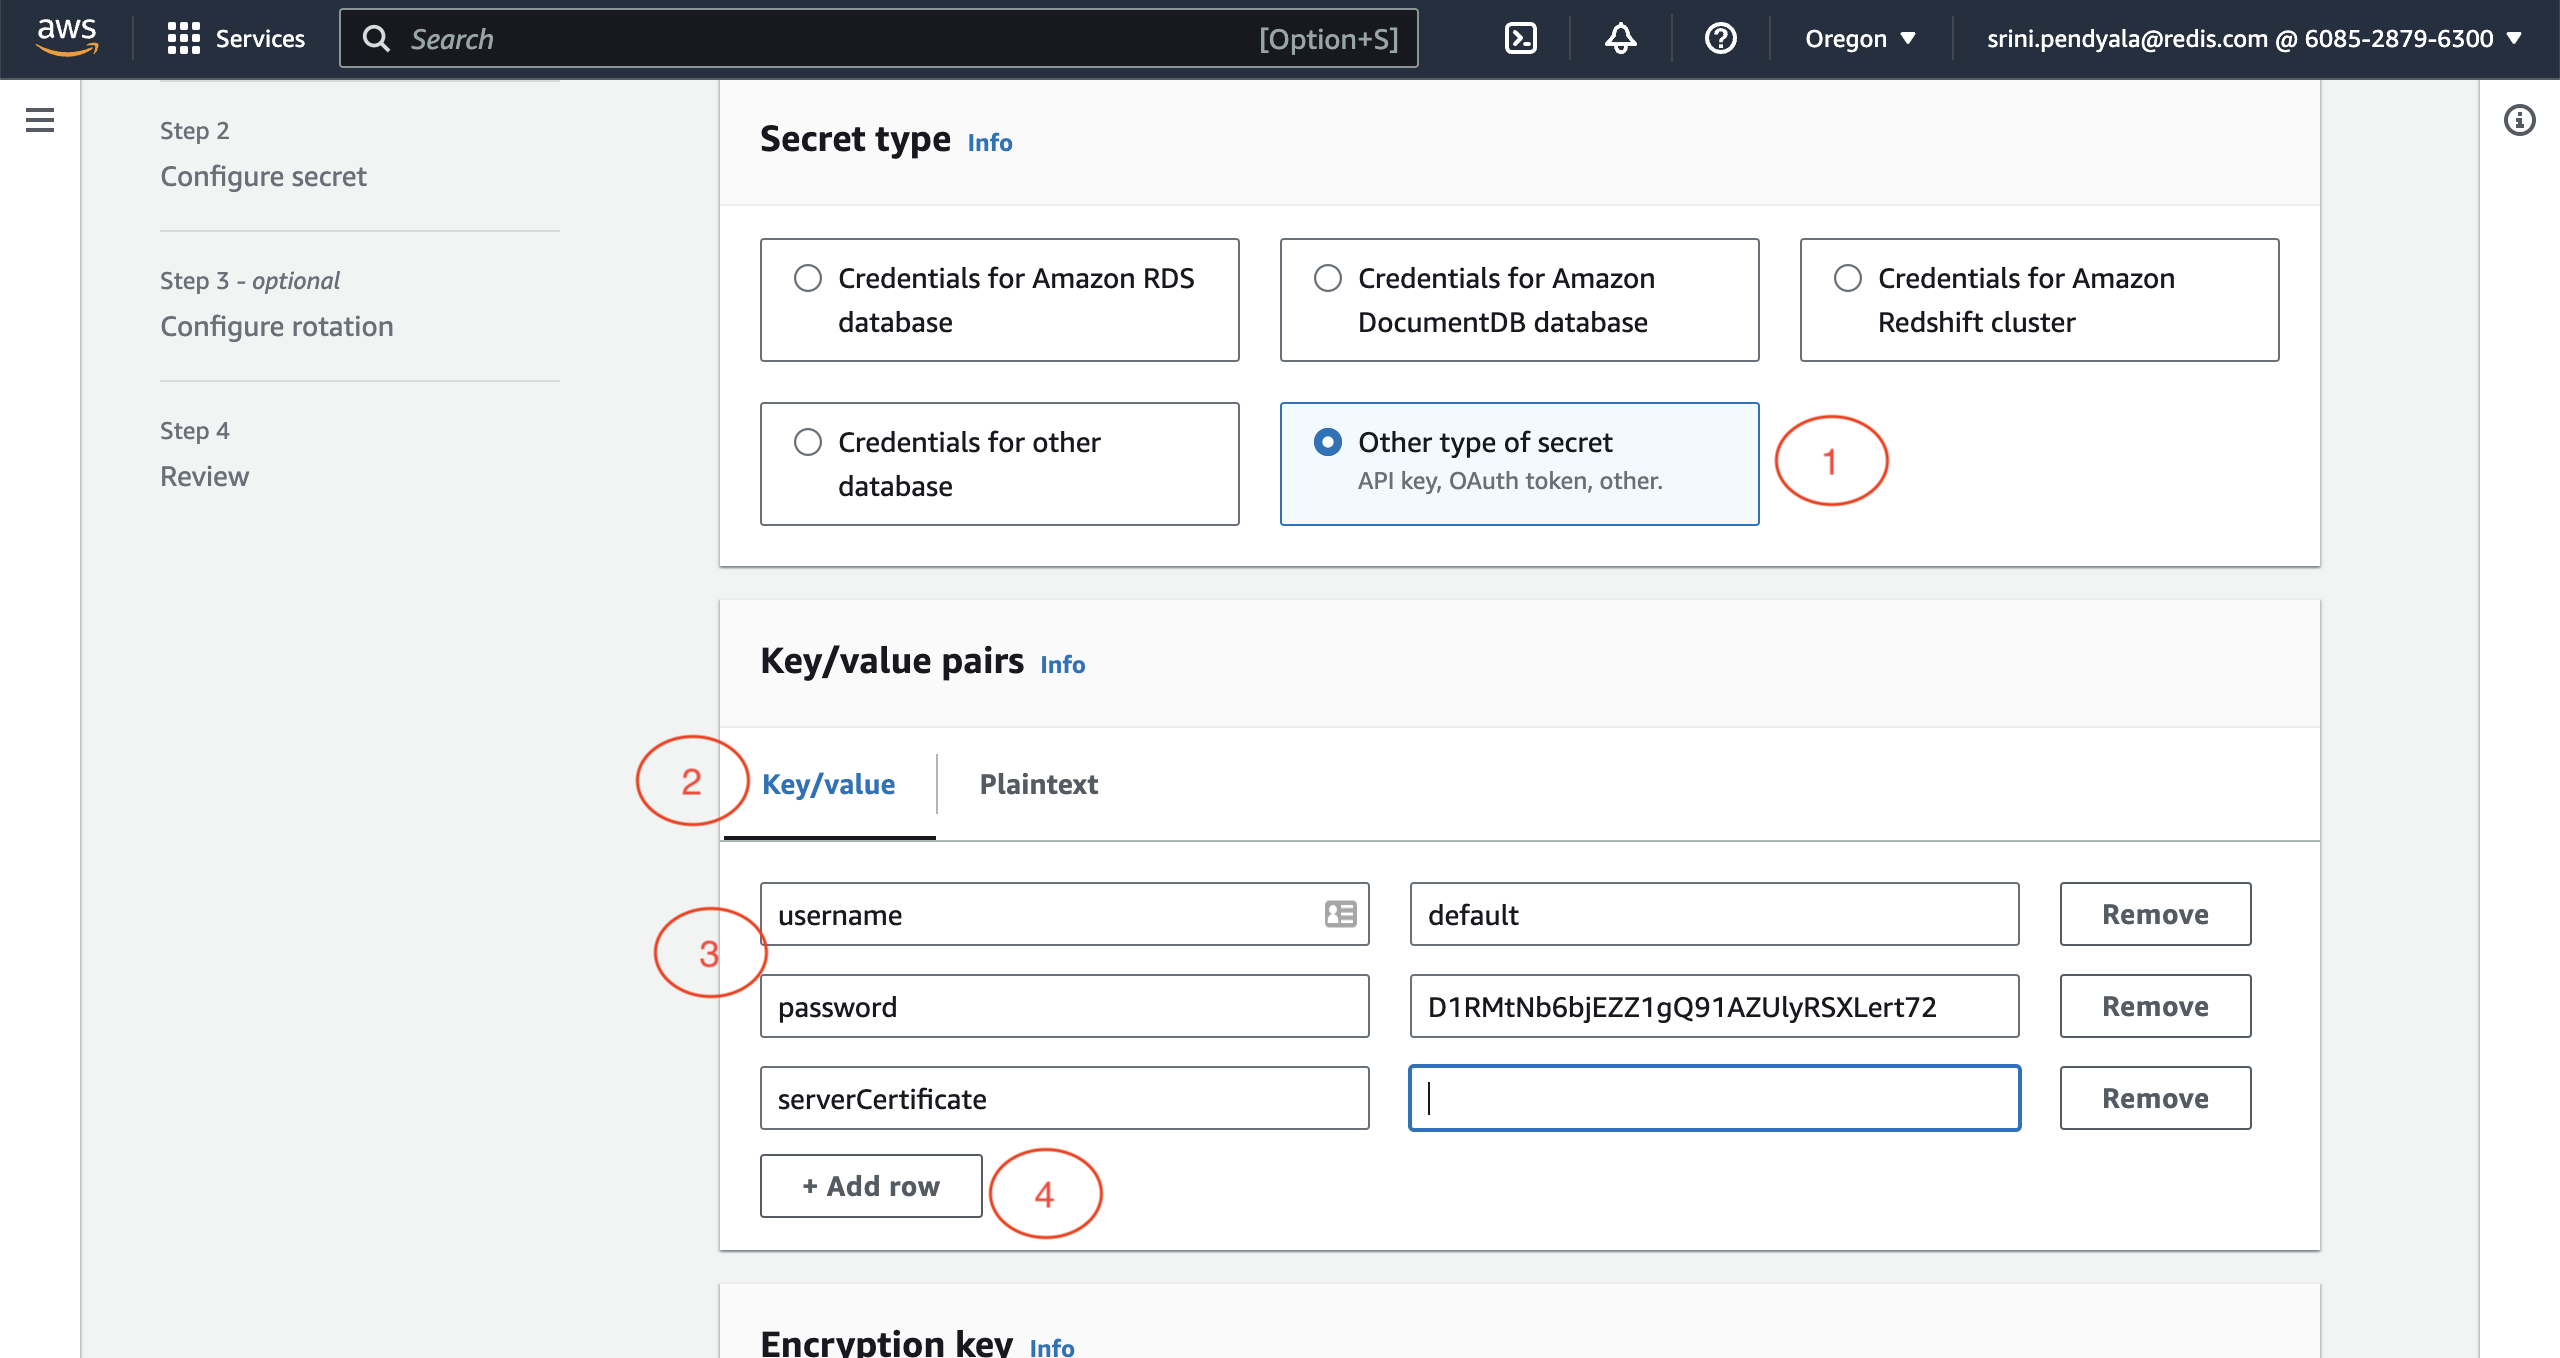 aws
Services
Search
[Option+S]
Oregon
srini.pendyala@redis.com @ 6085-2879-6300
Step 2
Configure secret
Step 3 - optional
Configure rotation
Step 4
Review
Secret type Info
Credentials for Amazon RDS
database
Credentials for Amazon
DocumentDB database
Credentials for Amazon
Redshift cluster
Credentials for other
database
Other type of secret
API key, OAuth token, other.
1
Key/value pairs Info
2
Key/value
Plaintext
3
username
default
Remove
password
D1RMtNb6bjEZZ1gQ91AZUlyRSXLert72
Remove
serverCertificate
Remove
+ Add row
4
Encryption key Info